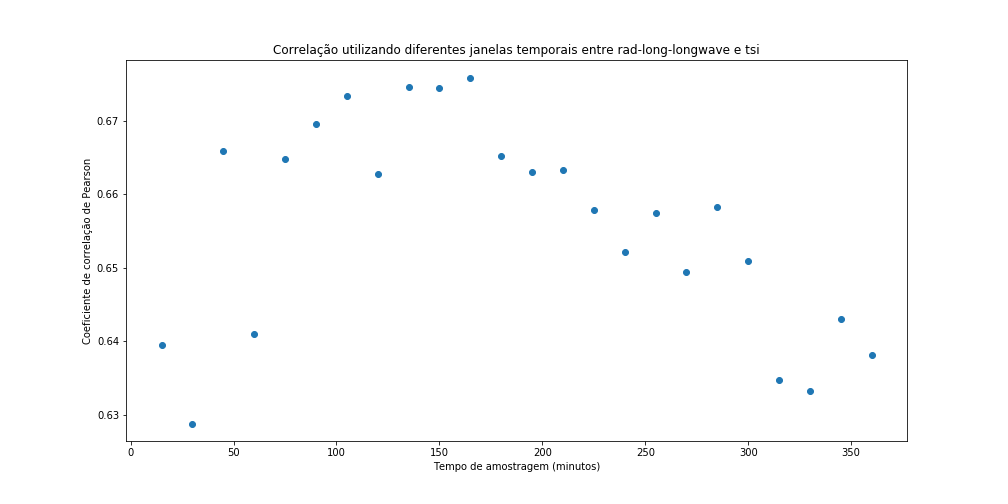 Correlação utilizando diferentes janelas temporais entre rad-long-longwave e tsi
Coeficiente de correlação de Pearson
0.67
0.66
0.65
0.64
0.63
0 50 100 150 200 250 300 350
Tempo de amostragem (minutos)